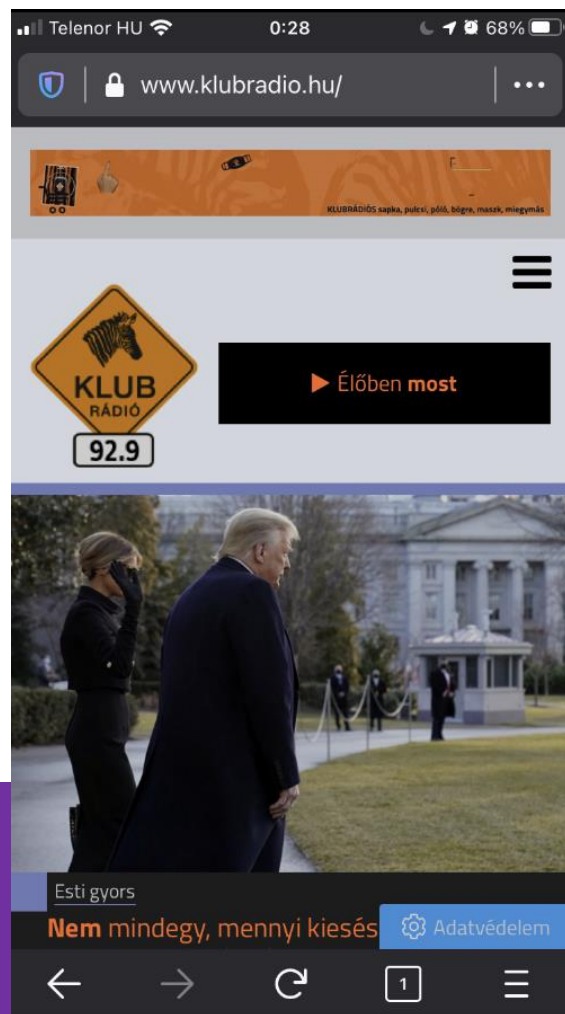 Telenor HU 0:28 68%
www.klubradio.hu/
KLUBRÁDIÓS sapka, pulcsi, póló, bögre, maszk, miegymás
KLUB
RÁDIÓ
92.9
Élőben most
Esti gyors
Nem mindegy, mennyi kiesés
Adatvédelem
1